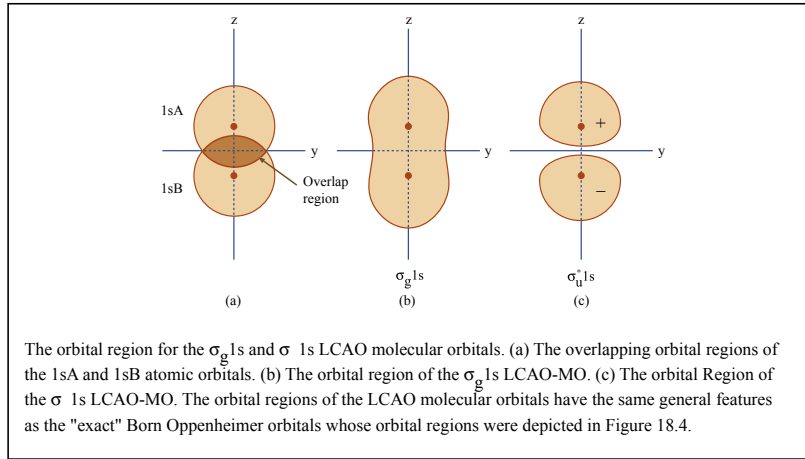 z
z
z
1sA
+
y
y
y
1sB
Overlap
region
−
σg1s
σ*u1s
(a)
(b)
(c)
The orbital region for the σg1s and σ 1s LCAO molecular orbitals. (a) The overlapping orbital regions of
the 1sA and 1sB atomic orbitals. (b) The orbital region of the σg1s LCAO-MO. (c) The orbital Region of
the σ 1s LCAO-MO. The orbital regions of the LCAO molecular orbitals have the same general features
as the "exact" Born Oppenheimer orbitals whose orbital regions were depicted in Figure 18.4.